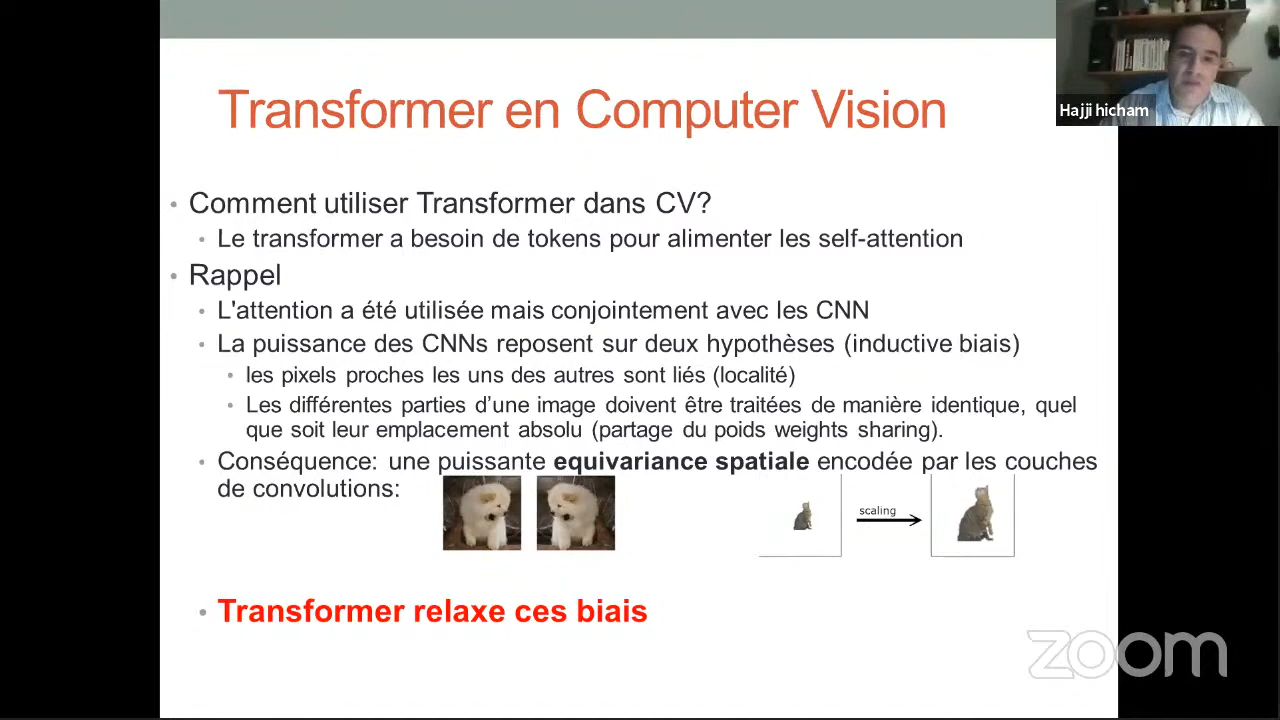 Transformer en Computer Vision
Hajji hicham
Comment utiliser Transformer dans CV?
Le transformer a besoin de tokens pour alimenter les self-attention
Rappel
L'attention a été utilisée mais conjointement avec les CNN
La puissance des CNNs reposent sur deux hypothèses (inductive biais)
les pixels proches les uns des autres sont liés (localité)
Les différentes parties d’une image doivent être traitées de manière identique, quel
que soit leur emplacement absolu (partage du poids weights sharing).
Conséquence: une puissante equivariance spatiale encodée par les couches
de convolutions:
scaling
Transformer relaxe ces biais
zoom